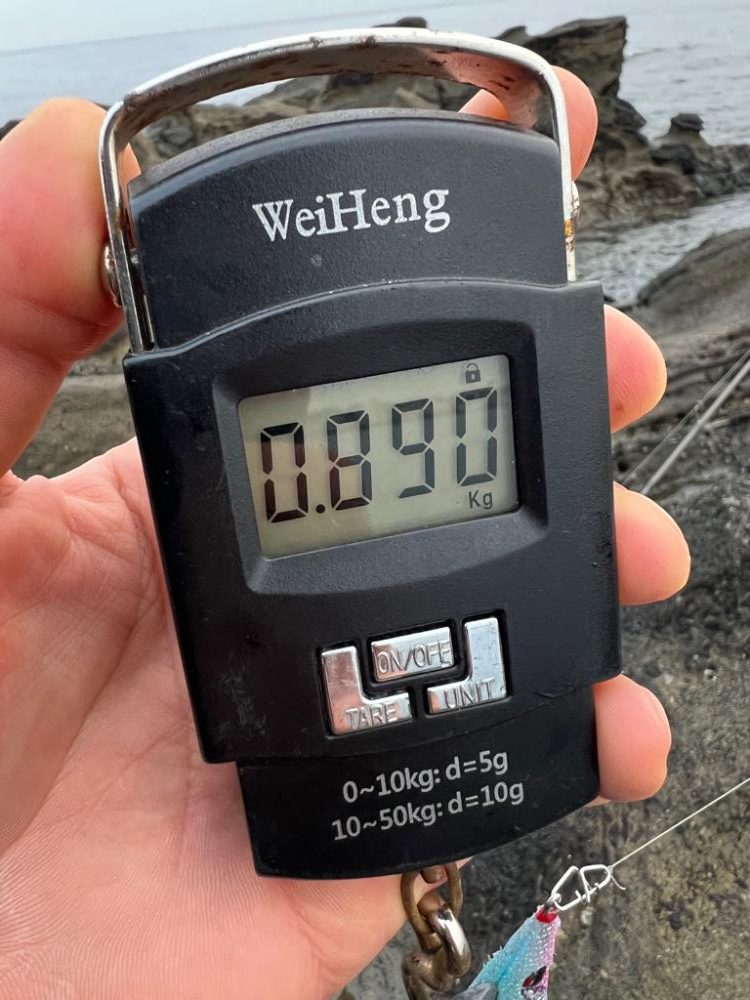 WeiHeng
0.890
Kg
ON/OFF
TARE UNIT
0~10kg: d=5g
10~50kg: d=10g